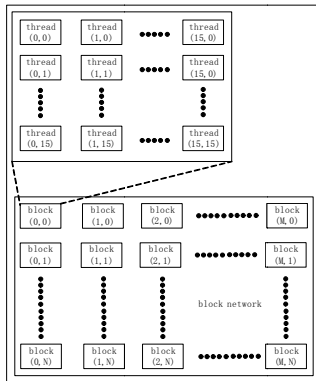 thread thread thread
(0,0) (1,0) (15,0)
thread thread thread
(0,1) (1,1) (15,0)
thread thread thread
(0,15) (1,15) (15,15)
block block block block
(0,0) (1,0) (2,0) (M,0)
block block block block
(0,1) (1,1) (2,1) (M,1)
block network
block block block block
(0,N) (1,N) (2,N) (M,N)